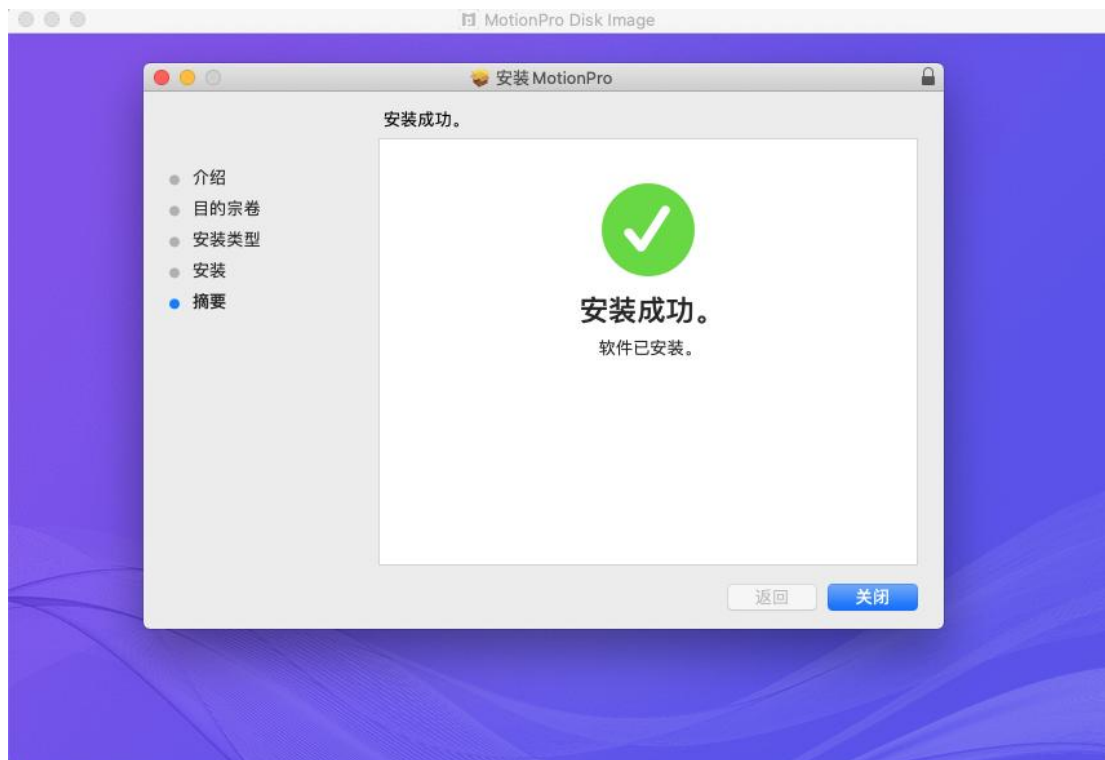 MotionPro Disk Image
安装 MotionPro
安装成功。
介绍
目的宗卷
安装类型
安装
摘要
安装成功。
软件已安装。
返回
关闭